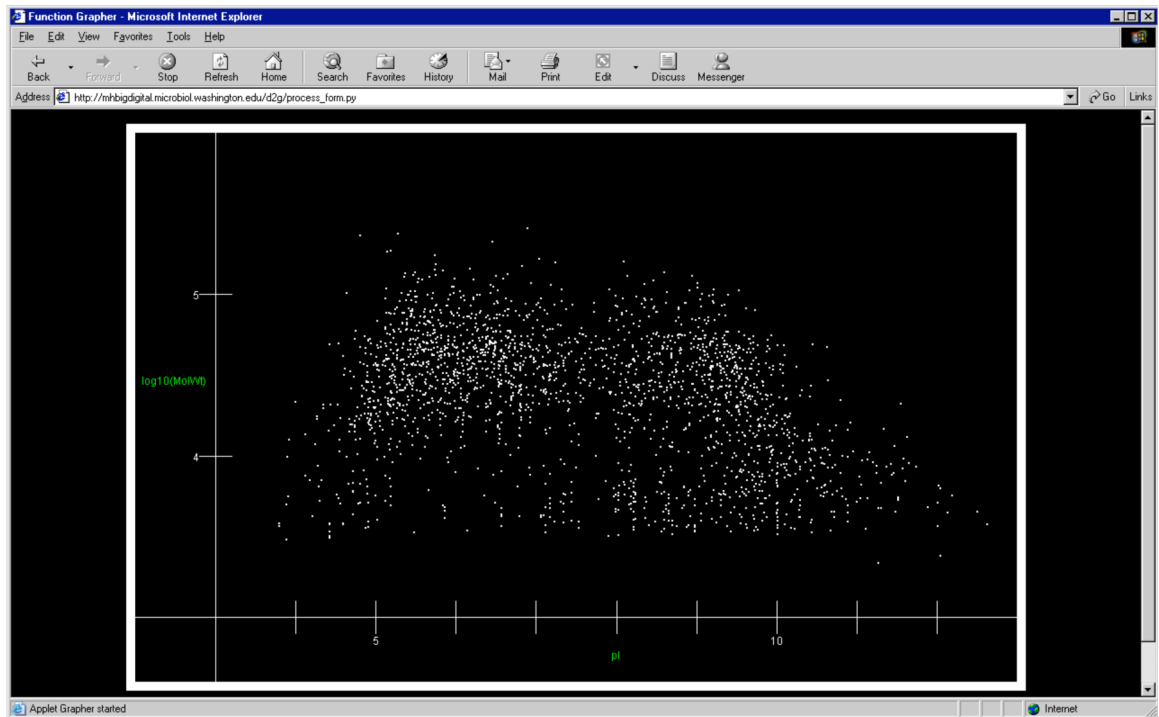 Function Grapher - Microsoft Internet Explorer
File Edit View Favorites Tools Help
Back Forward Stop Refresh Home Search Favorites History Mail Print Edit Discuss Messenger
Address http://mhbigdigital.microbiol.washington.edu/d2g/process_form.py Go Links
5
log10(MolWt)
4
5 10
pI
Applet Grapher started Internet